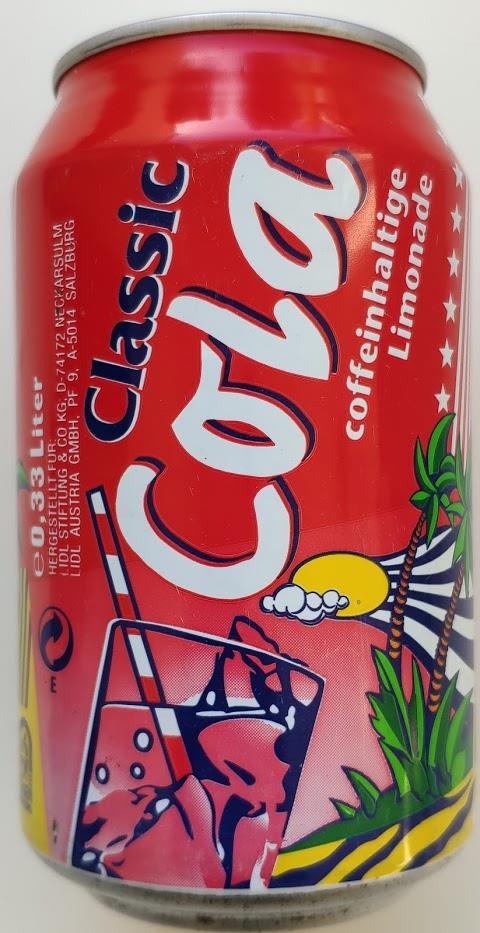 Classic
Cola
coffeinhaltige
Limonade
e0,33 Liter
HERGESTELLT FÜR:
LIDL STIFTUNG & CO KG, D-74172 NECKARSULM
LIDL AUSTRIA GMBH, PF 9, A-5014 SALZBURG